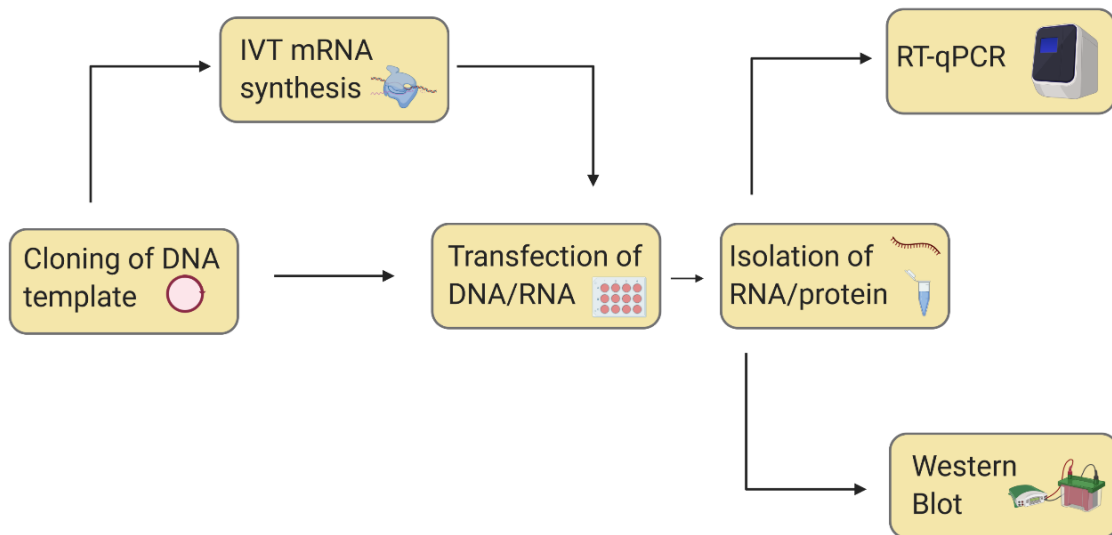 IVT mRNA
synthesis
RT-qPCR
Cloning of DNA
template
Transfection of
DNA/RNA
Isolation of
RNA/protein
Western
Blot